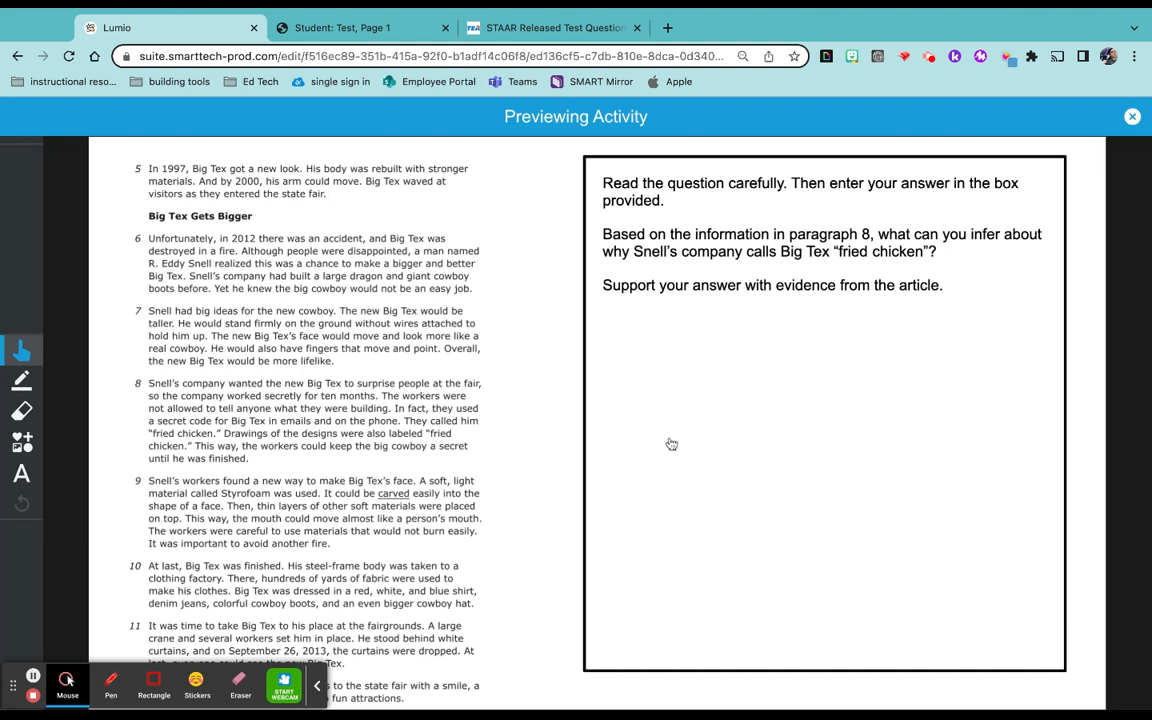 Lumio
Student: Test, Page 1
STAAR Released Test Question
suite.smarttech-prod.com/edit/f516ec89-351b-415a-92f0-b1adf14c06f8/ed136cf5-c7db-810e-8dca-0d340...
instructional reso...
building tools
Ed Tech
single sign in
Employee Portal
Teams
SMART Mirror
Apple
Previewing Activity
5 In 1997, Big Tex got a new look. His body was rebuilt with stronger
materials. And by 2000, his arm could move. Big Tex waved at
visitors as they entered the state fair.
Big Tex Gets Bigger
6 Unfortunately, in 2012 there was an accident, and Big Tex was
destroyed in a fire. Although people were disappointed, a man named
R. Eddy Snell realized this was a chance to make a bigger and better
Big Tex. Snell's company had built a large dragon and giant cowboy
boots before. Yet he knew the big cowboy would not be an easy job.
7 Snell had big ideas for the new cowboy. The new Big Tex would be
taller. He would stand firmly on the ground without wires attached to
hold him up. The new Big Tex's face would move and look more like a
real cowboy. He would also have fingers that move and point. Overall,
the new Big Tex would be more lifelike.
8 Snell's company wanted the new Big Tex to surprise people at the fair,
so the company worked secretly for ten months. The workers were
not allowed to tell anyone what they were building. In fact, they used
a secret code for Big Tex in emails and on the phone. They called him
"fried chicken." Drawings of the designs were also labeled "fried
chicken." This way, the workers could keep the big cowboy a secret
until he was finished.
9 Snell's workers found a new way to make Big Tex's face. A soft, light
material called Styrofoam was used. It could be carved easily into the
shape of a face. Then, thin layers of other soft materials were placed
on top. This way, the mouth could move almost like a person's mouth.
The workers were careful to use materials that would not burn easily.
It was important to avoid another fire.
10 At last, Big Tex was finished. His steel-frame body was taken to a
clothing factory. There, hundreds of yards of fabric were used to
make his clothes. Big Tex was dressed in a red, white, and blue shirt,
denim jeans, colorful cowboy boots, and an even bigger cowboy hat.
11 It was time to take Big Tex to his place at the fairgrounds. A large
crane and several workers set him in place. He stood behind white
curtains, and on September 26, 2013, the curtains were dropped. At
Tex.
s to the state fair with a smile, a
fun attractions.
Read the question carefully. Then enter your answer in the box
provided.
Based on the information in paragraph 8, what can you infer about
why Snell's company calls Big Tex "fried chicken"?
Support your answer with evidence from the article.
A
Mouse
Pen
Rectangle
Stickers
Eraser
START
WEBCAM